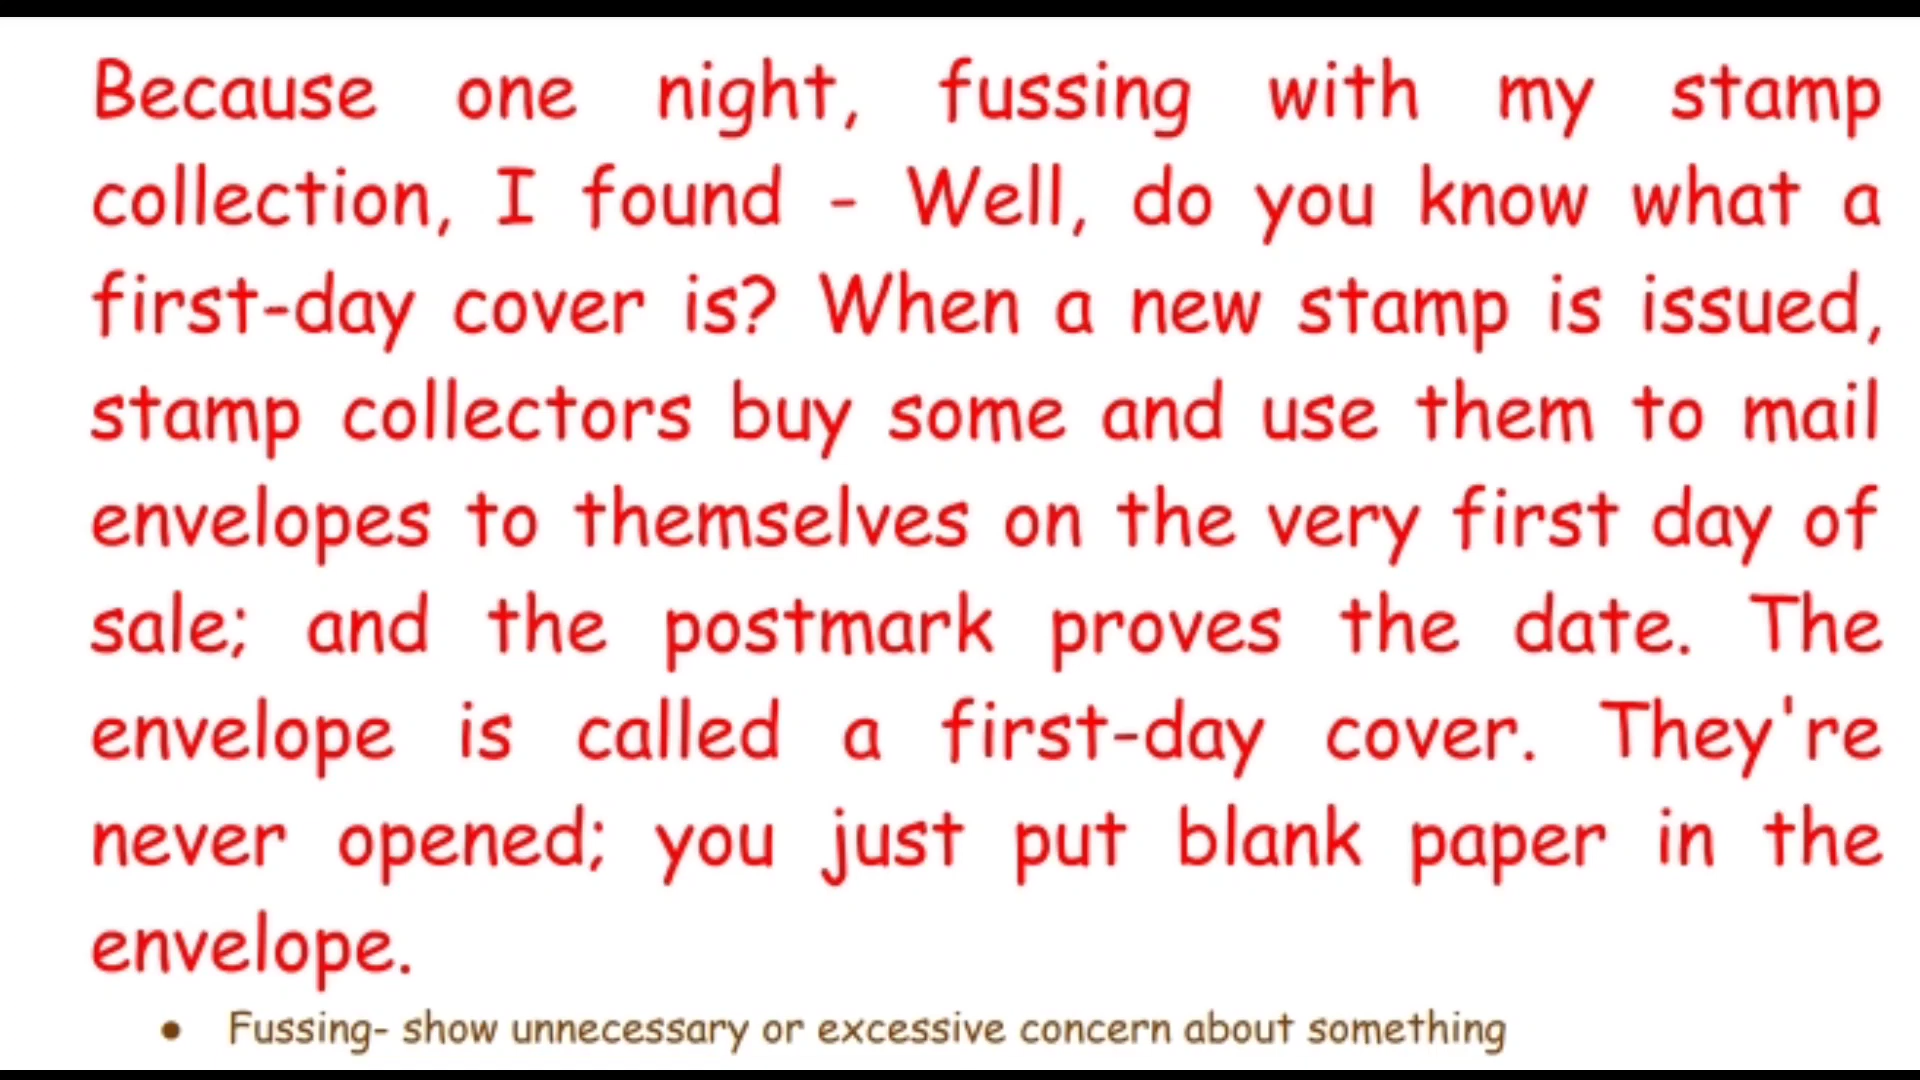 Because one night, fussing with my stamp
collection, I found - Well, do you know what a
first-day cover is? When a new stamp is issued,
stamp collectors buy some and use them to mail
envelopes to themselves on the very first day of
sale; and the postmark proves the date. The
envelope is called a first-day cover. They're
never opened; you just put blank paper in the
envelope.
● Fussing- show unnecessary or excessive concern about something